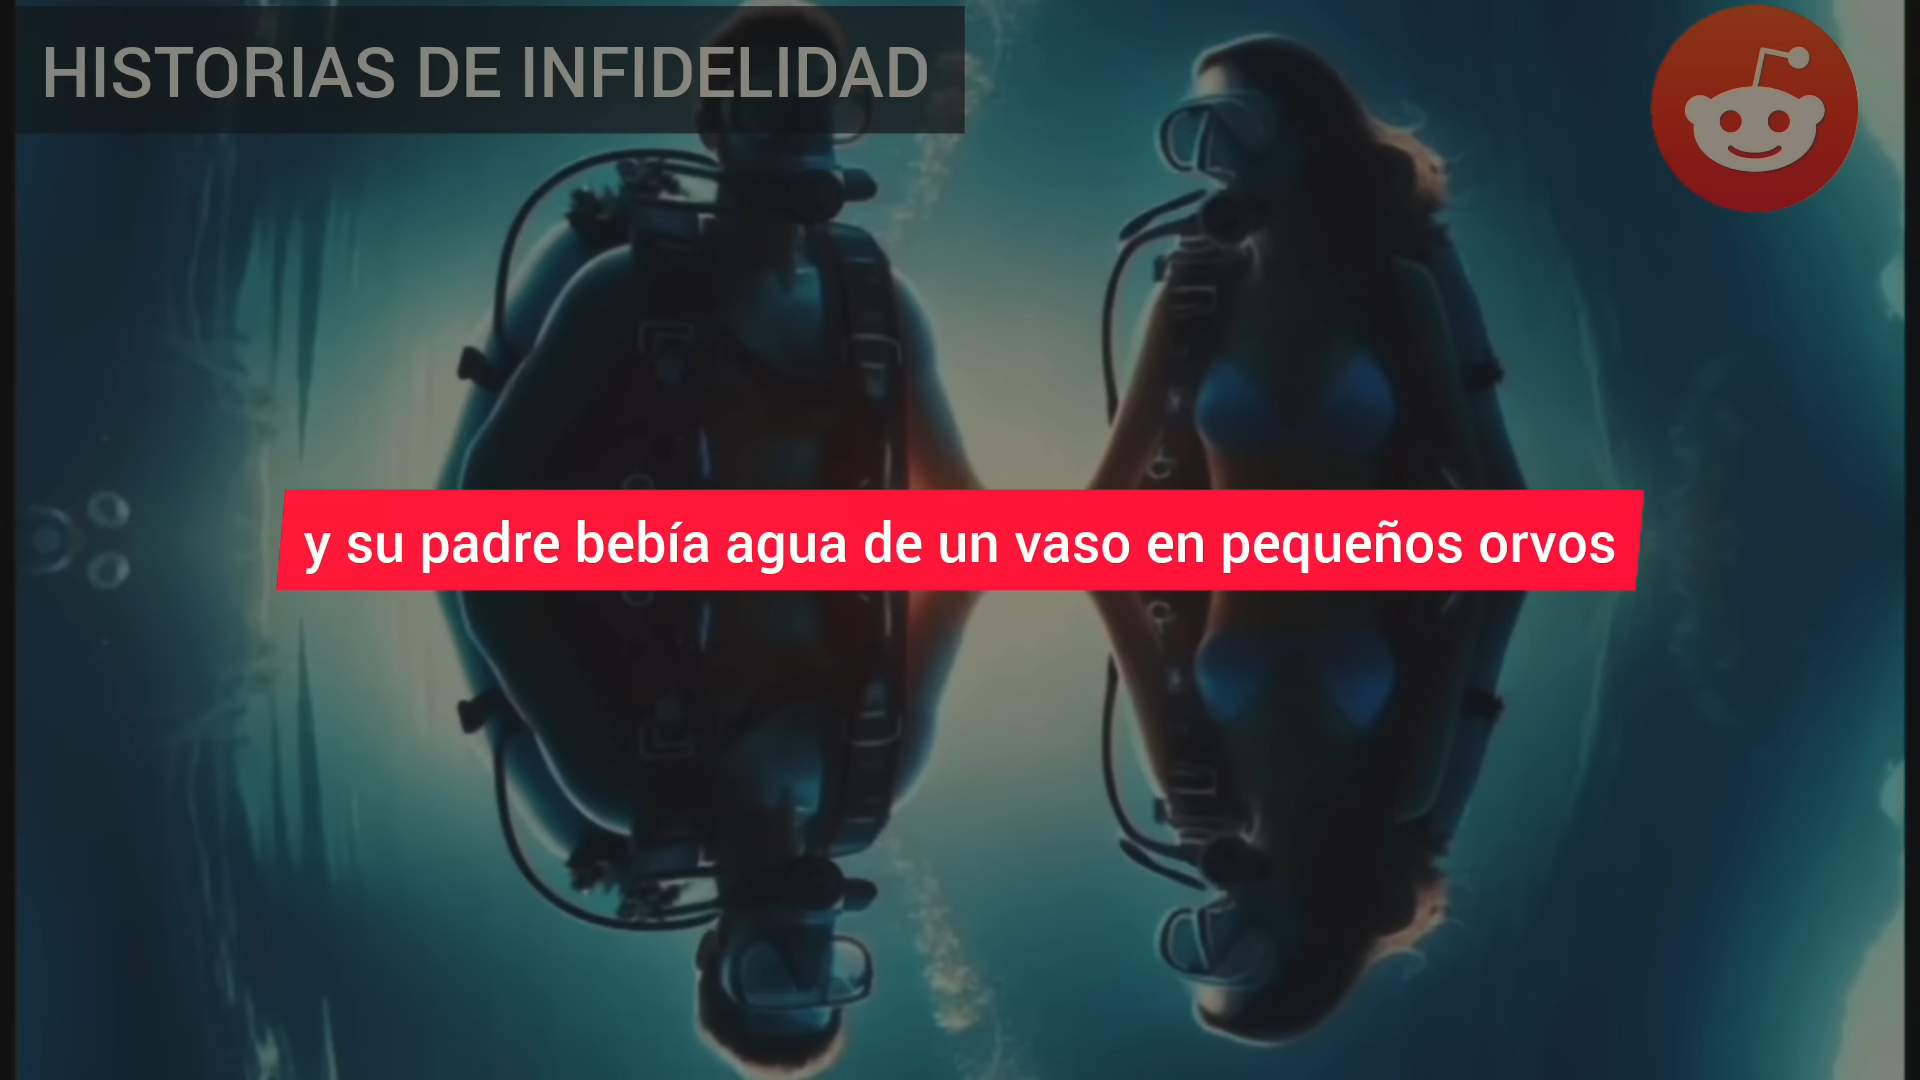 HISTORIAS DE INFIDELIDAD
y su padre bebía agua de un vaso en pequeños orvos